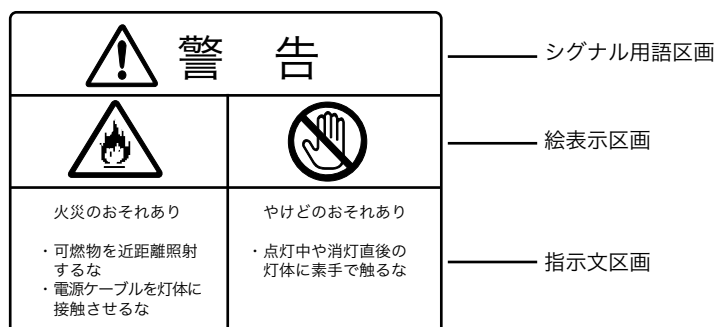 警 告
シグナル用語区画
絵表示区画
火災のおそれあり
・可燃物を近距離照射
するな
・電源ケーブルを灯体に
接触させるな
やけどのおそれあり
・点灯中や消灯直後の
灯体に素手で触るな
指示文区画